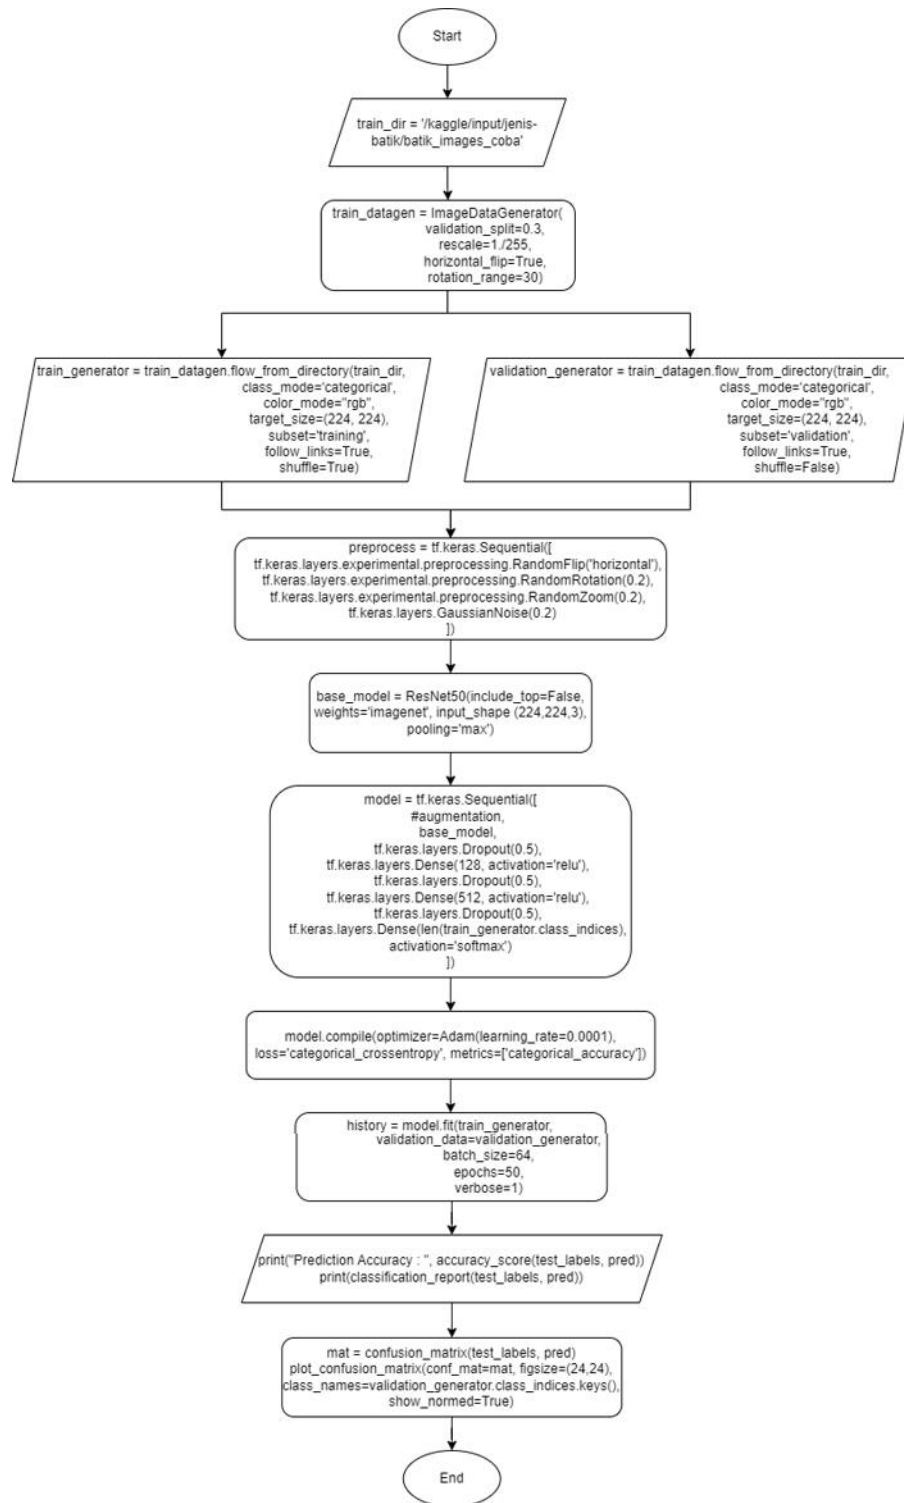 Start
train_dir = '/kaggle/input/jenis-
batik/batik_images_coba'
train_datagen = ImageDataGenerator(
validation_split=0.3,
rescale=1./255,
horizontal_flip=True,
rotation_range=30)
train_generator = train_datagen.flow_from_directory(train_dir,
class_mode='categorical',
color_mode="rgb",
target_size=(224, 224),
subset='training',
follow_links=True,
shuffle=True)
validation_generator = train_datagen.flow_from_directory(train_dir,
class_mode='categorical',
color_mode="rgb",
target_size=(224, 224),
subset='validation',
follow_links=True,
shuffle=False)
preprocess = tf.keras.Sequential([
tf.keras.layers.experimental.preprocessing.RandomFlip('horizontal'),
tf.keras.layers.experimental.preprocessing.RandomRotation(0.2),
tf.keras.layers.experimental.preprocessing.RandomZoom(0.2),
tf.keras.layers.GaussianNoise(0.2)
])
base_model = ResNet50(include_top=False,
weights='imagenet', input_shape (224,224,3),
pooling='max')
model = tf.keras.Sequential([
#augmentation,
base_model,
tf.keras.layers.Dropout(0.5),
tf.keras.layers.Dense(128, activation='relu'),
tf.keras.layers.Dropout(0.5),
tf.keras.layers.Dense(512, activation='relu'),
tf.keras.layers.Dropout(0.5),
tf.keras.layers.Dense(len(train_generator.class_indices),
activation='softmax')
])
model.compile(optimizer=Adam(learning_rate=0.0001),
loss='categorical_crossentropy', metrics=['categorical_accuracy'])
history = model.fit(train_generator,
validation_data=validation_generator,
batch_size=64,
epochs=50,
verbose=1)
print("Prediction Accuracy : ", accuracy_score(test_labels, pred))
print(classification_report(test_labels, pred))
mat = confusion_matrix(test_labels, pred)
plot_confusion_matrix(conf_mat=mat, figsize=(24,24),
class_names=validation_generator.class_indices.keys(),
show_normed=True)
End